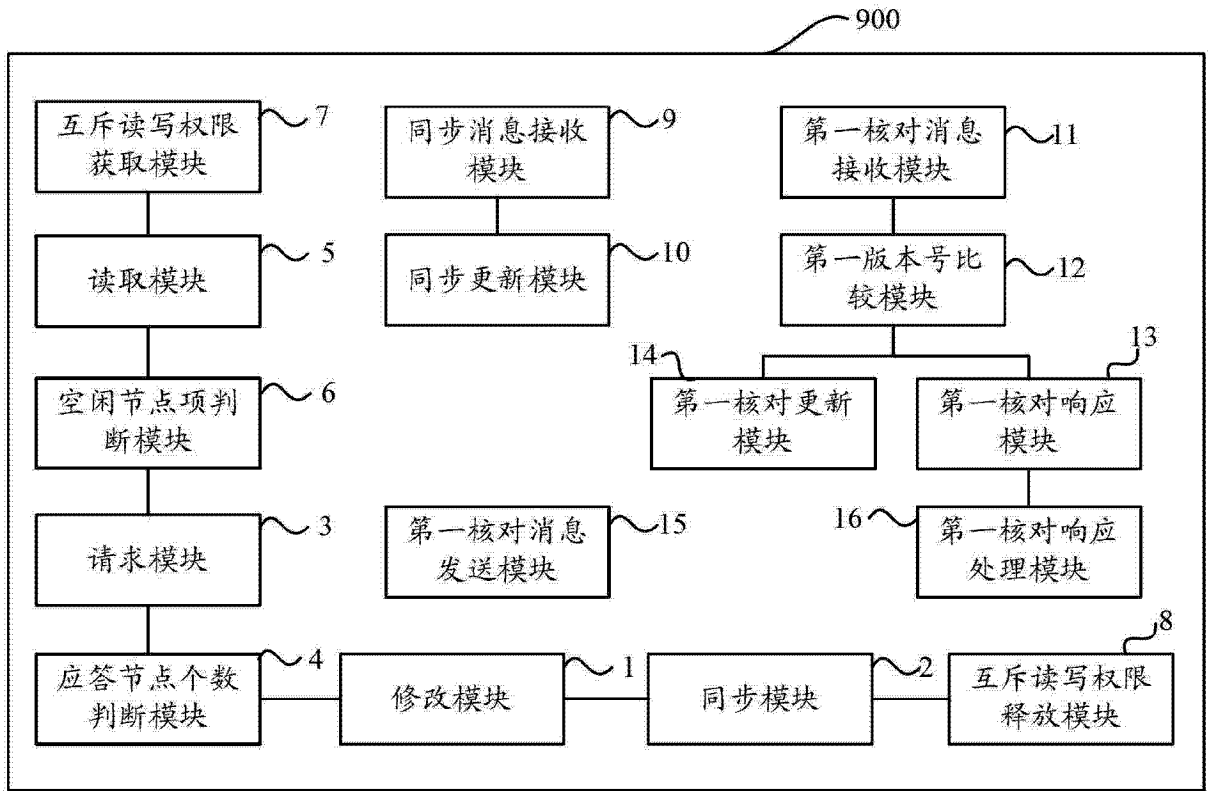 900
互斥读写权限
获取模块
7
同步消息接收
模块
9
第一核对消息
接收模块
11
读取模块
5
同步更新模块
10
第一版本号比
较模块
12
空闲节点项判
断模块
6
14
第一核对更新
模块
13
第一核对响应
模块
请求模块
3
第一核对消息
发送模块
15
16
第一核对响应
处理模块
应答节点个数
判断模块
4
修改模块
1
同步模块
2
8
互斥读写权限
释放模块